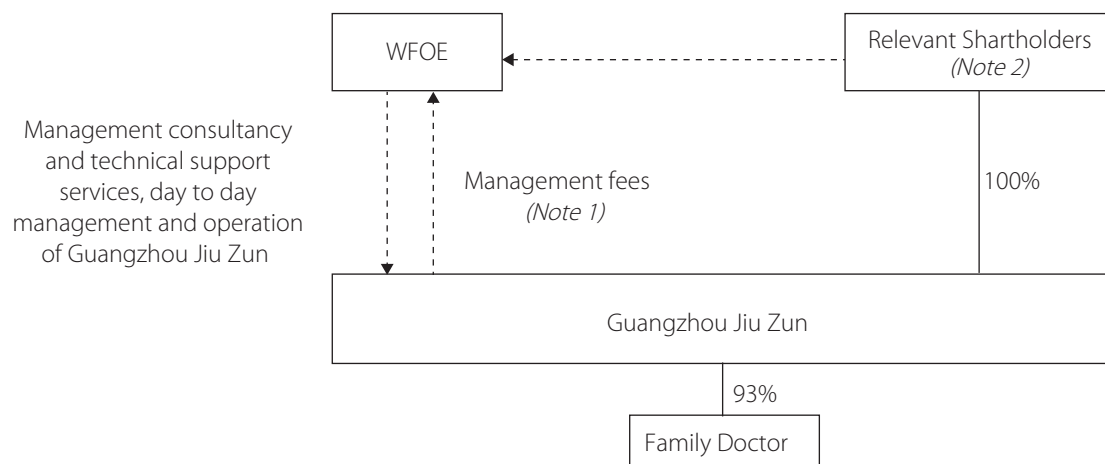 WFOE
Relevant Shartholders
(Note 2)
Management consultancy
and technical support
services, day to day
management and operation
of Guangzhou Jiu Zun
Management fees
(Note 1)
100%
Guangzhou Jiu Zun
93%
Family Doctor